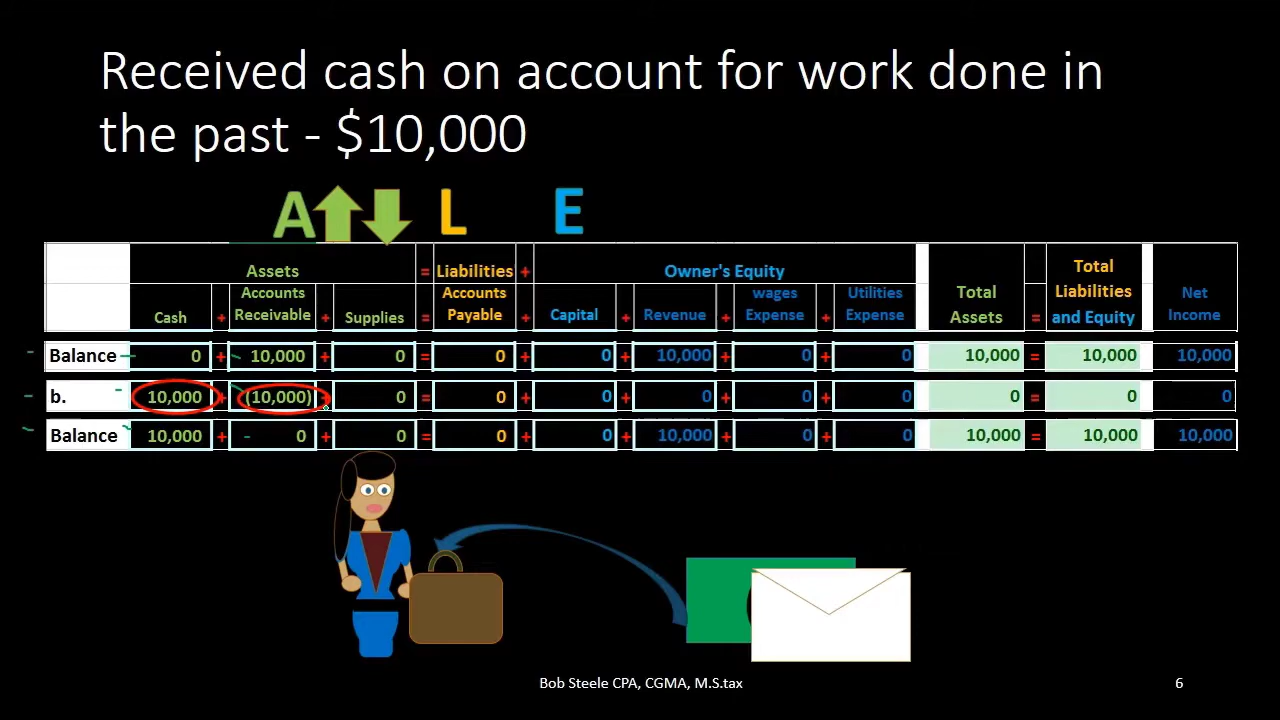 Received cash on account for work done in
the past - $10,000
A L E
Assets = Liabilities + Owner's Equity Total Assets = Total Liabilities and Equity Net Income
Cash + Accounts Receivable + Supplies = Accounts Payable + Capital + Revenue + wages Expense + Utilities Expense
Balance 0 + 10,000 + 0 = 0 + 0 + 10,000 + 0 + 0 10,000 = 10,000 10,000
b. 10,000 + (10,000) + 0 = 0 + 0 + 0 + 0 + 0 0 = 0 0
Balance 10,000 + 0 + 0 = 0 + 0 + 10,000 + 0 + 0 10,000 = 10,000 10,000
Bob Steele CPA, CGMA, M.S.tax 6